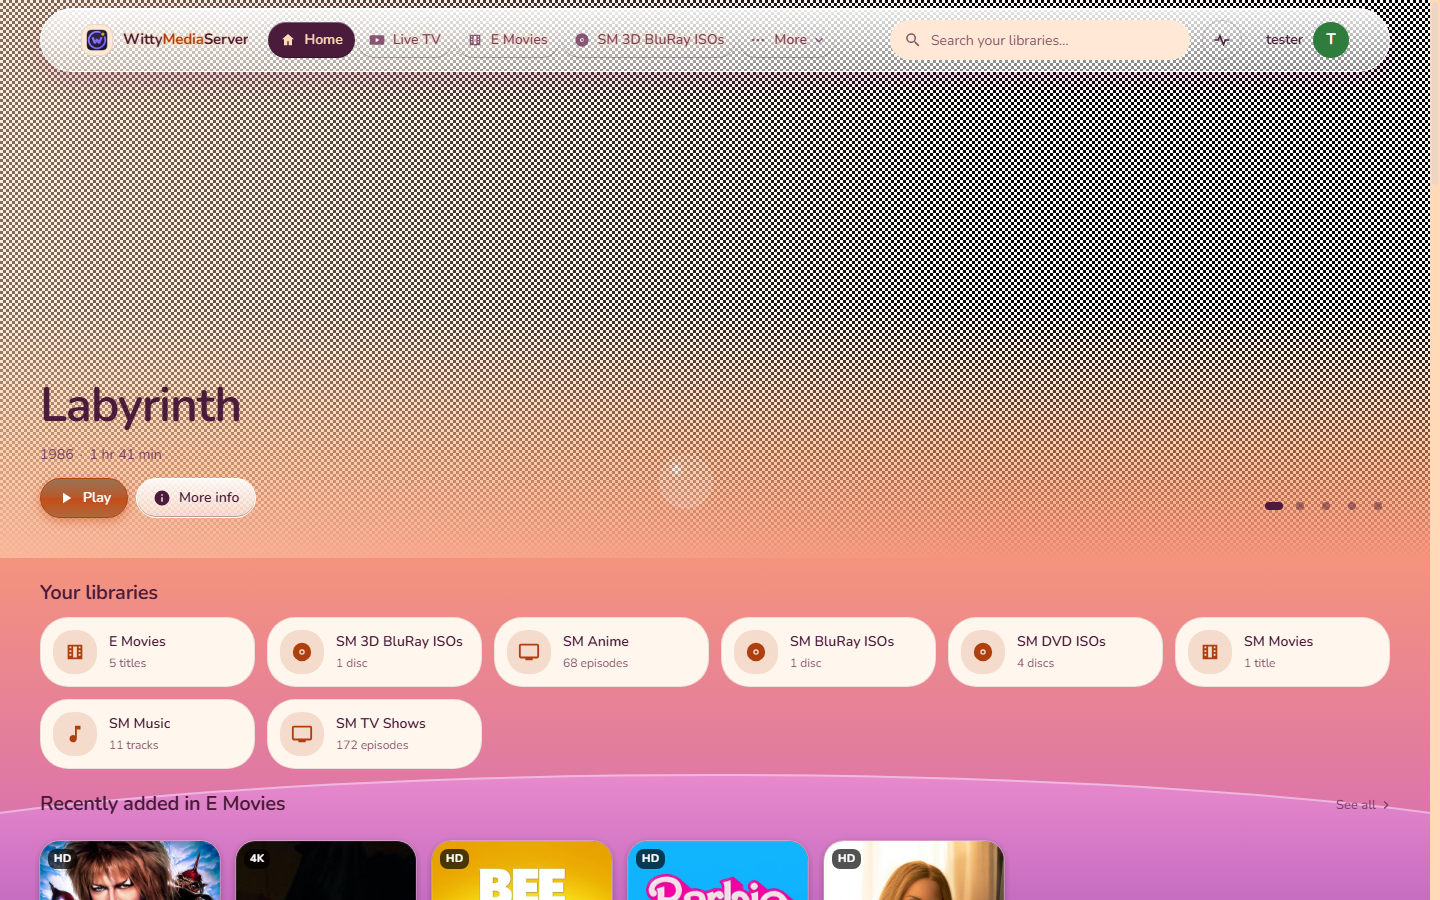 WittyMediaServer
Home
Live TV
E Movies
SM 3D BluRay ISOs
More
Search your libraries...
tester
T
Labyrinth
1986 · 1 hr 41 min
Play
More info
Your libraries
E Movies
5 titles
SM 3D BluRay ISOs
1 disc
SM Anime
68 episodes
SM BluRay ISOs
1 disc
SM DVD ISOs
4 discs
SM Movies
1 title
SM Music
11 tracks
SM TV Shows
172 episodes
Recently added in E Movies
See all
HD
4K
HD
BEE
HD
Barbie
HD